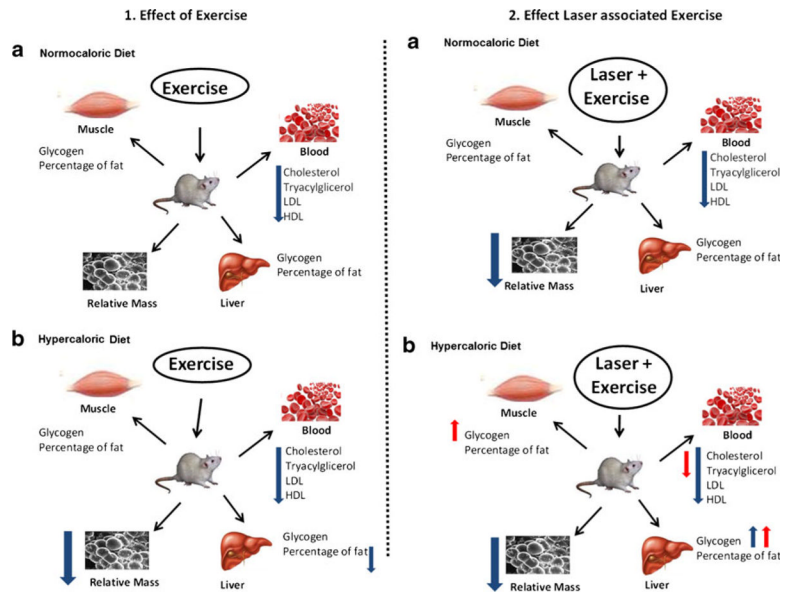 1. Effect of Exercise
a
Normocaloric Diet
Exercise
Muscle
Glycogen
Percentage of fat
Blood
Cholesterol
Tryacylglicerol
LDL
HDL
Relative Mass
Liver
Glycogen
Percentage of fat
b
Hypercaloric Diet
Exercise
Muscle
Glycogen
Percentage of fat
Blood
Cholesterol
Tryacylglicerol
LDL
HDL
Relative Mass
Liver
Glycogen
Percentage of fat
2. Effect Laser associated Exercise
a
Normocaloric Diet
Laser +
Exercise
Muscle
Glycogen
Percentage of fat
Blood
Cholesterol
Tryacylglicerol
LDL
HDL
Relative Mass
Liver
Glycogen
Percentage of fat
b
Hypercaloric Diet
Laser +
Exercise
Muscle
Glycogen
Percentage of fat
Blood
Cholesterol
Tryacylglicerol
LDL
HDL
Relative Mass
Liver
Glycogen
Percentage of fat